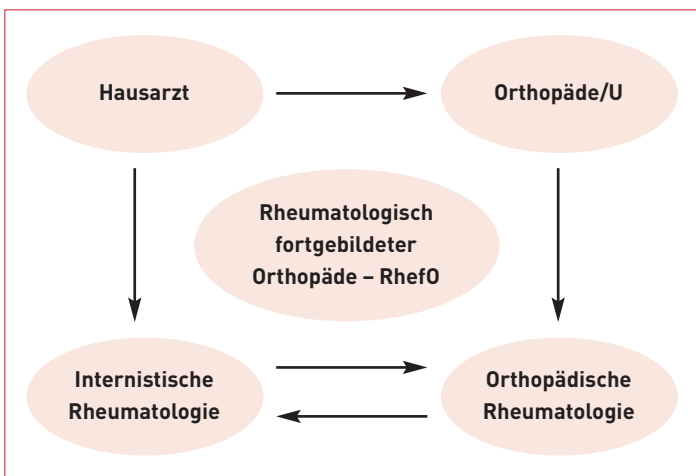 Hausarzt
Orthopäde/U
Rheumatologisch
fortgebildeter
Orthopäde – RhefO
Internistische
Rheumatologie
Orthopädische
Rheumatologie